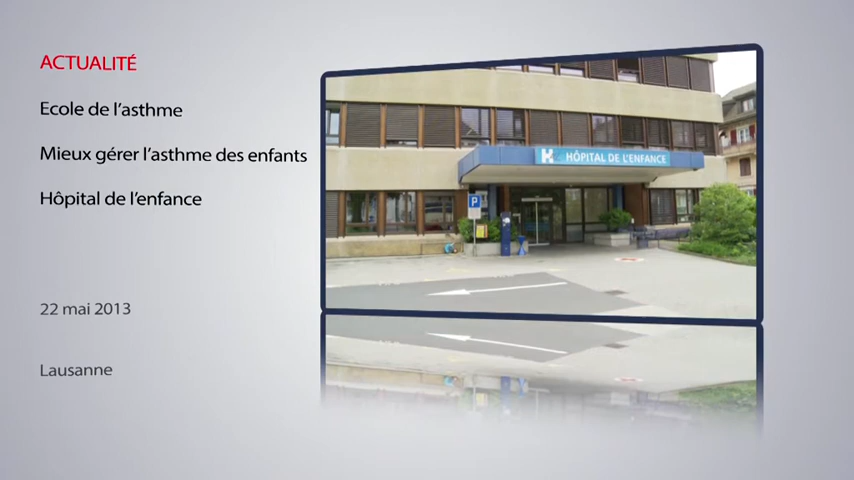 ACTUALITÉ
Ecole de l'asthme
Mieux gérer l'asthme des enfants
Hôpital de l'enfance
22 mai 2013
Lausanne
H HÔPITAL DE L'ENFANCE
P